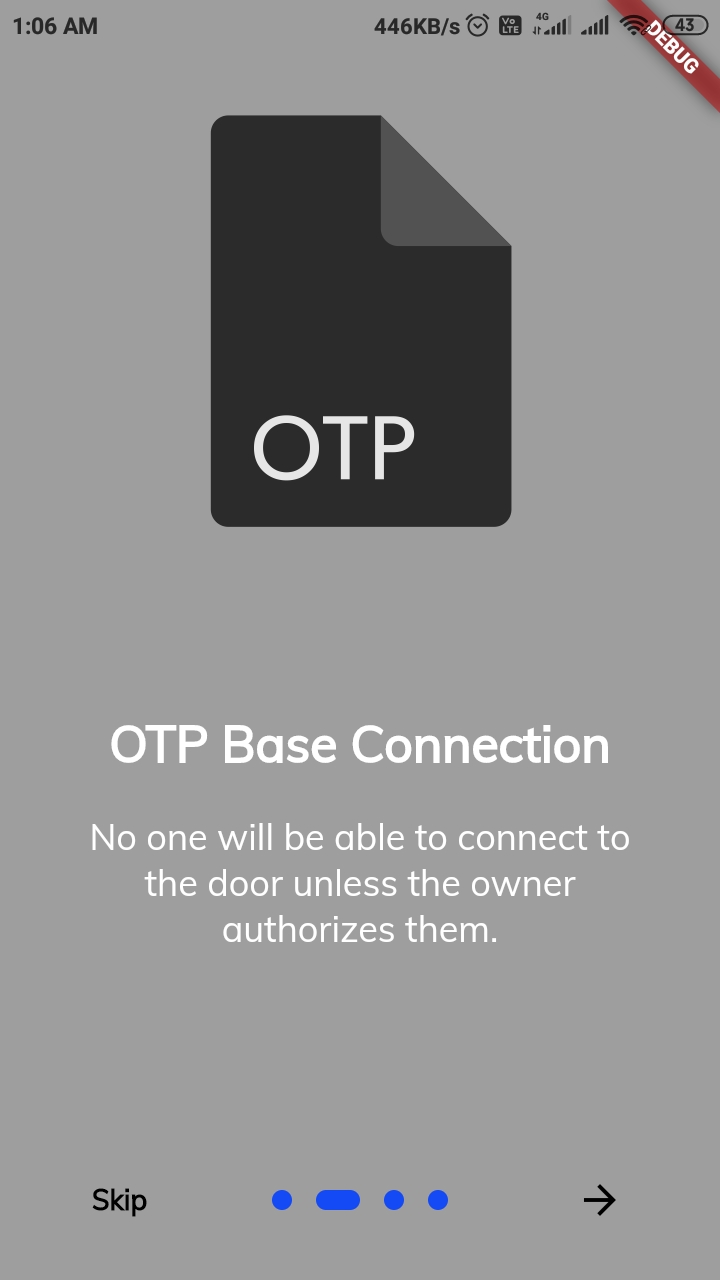 1:06 AM 446KB/s Vo LTE 4G 43
DEBUG
OTP
OTP Base Connection
No one will be able to connect to
the door unless the owner
authorizes them.
Skip